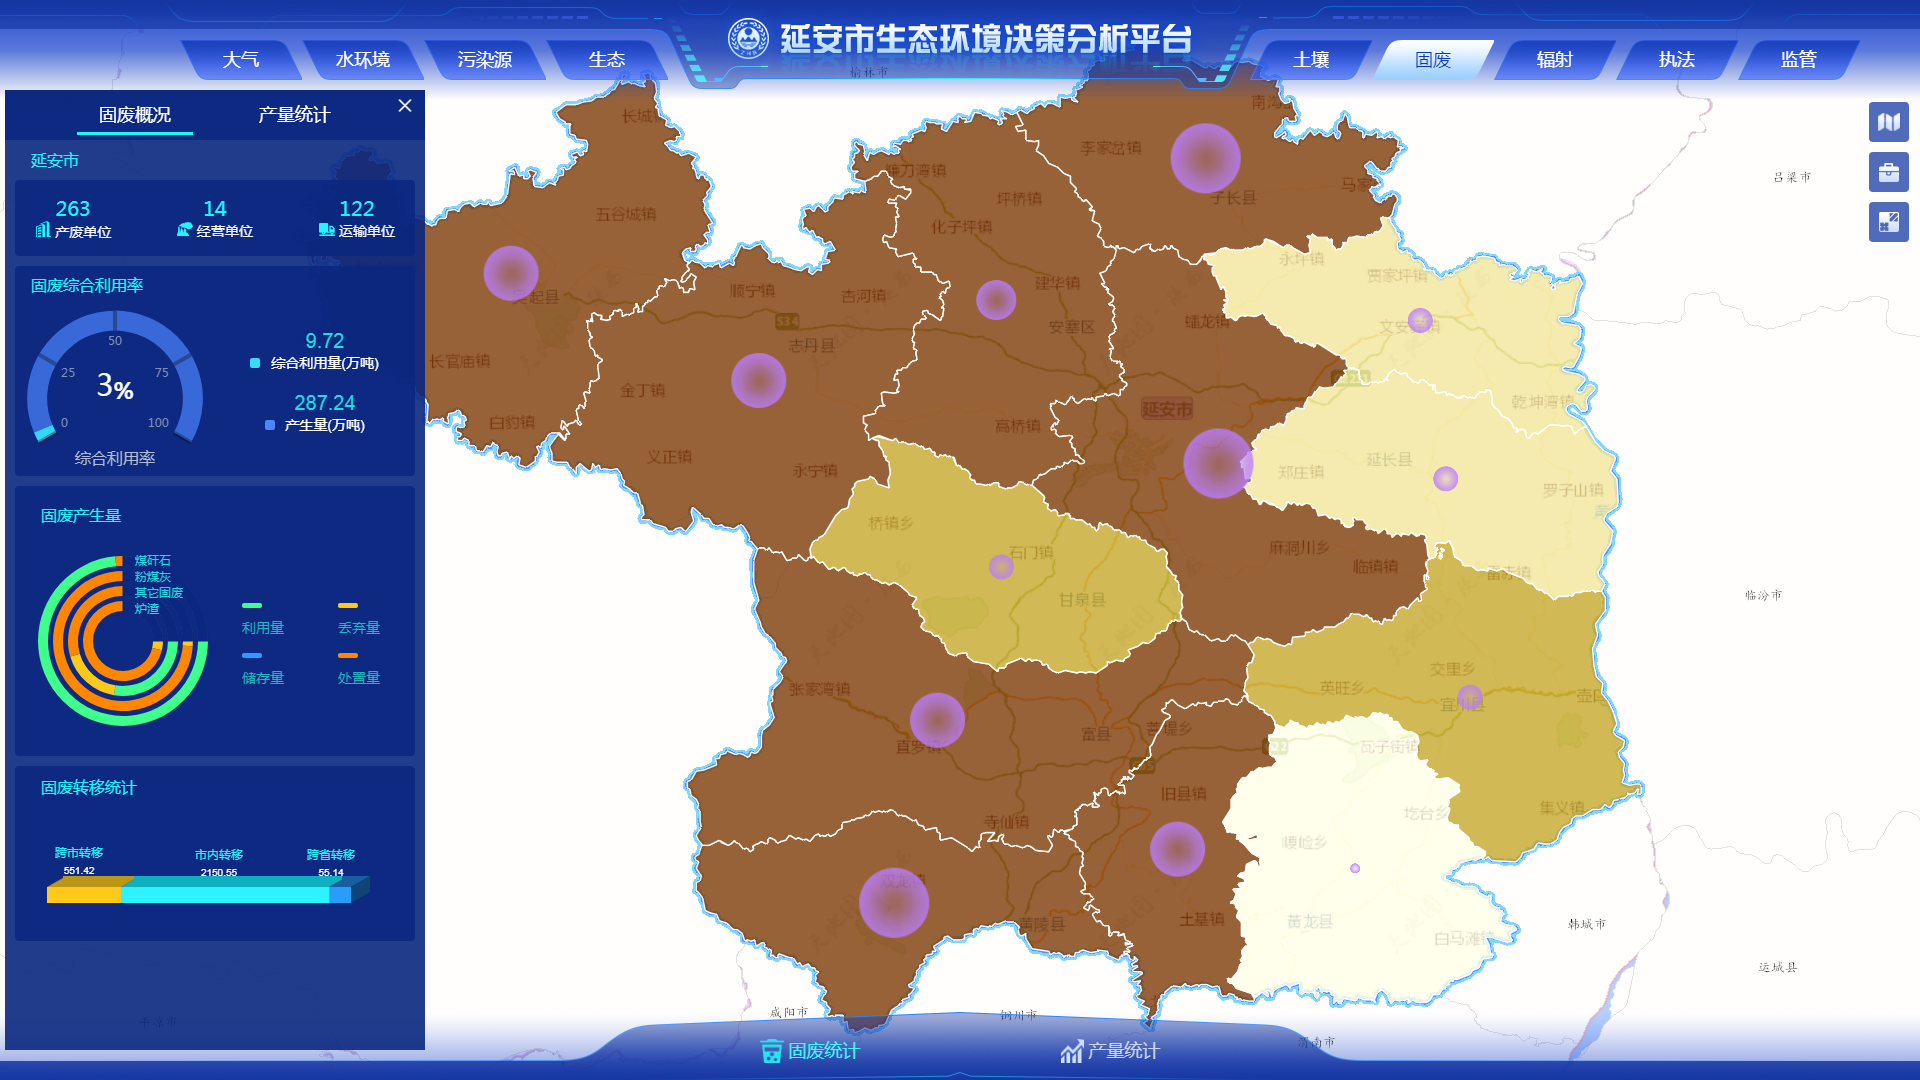 延安市生态环境决策分析平台
大气
水环境
污染源
生态
土壤
固废
辐射
执法
监管
固废概况
产量统计
延安市
263
产废单位
14
经营单位
122
运输单位
固废综合利用率
0
25
50
75
100
3%
综合利用率
9.72
综合利用量(万吨)
287.24
产生量(万吨)
固废产生量
煤矸石
粉煤灰
其它固废
炉渣
利用量
丢弃量
储存量
处置量
固废转移统计
跨市转移
551.42
市内转移
2150.55
跨省转移
55.14
榆林市
长城镇
李家岔镇
子长县
镰刀湾镇
坪桥镇
化子坪镇
五谷城镇
吴起县
吕梁市
永坪镇
贾家坪镇
建华镇
顺宁镇
杏河镇
安塞区
蟠龙镇
文安驿镇
S34
志丹县
长官庙镇
金丁镇
白豹镇
延安市
乾坤湾镇
高桥镇
义正镇
永宁镇
郑庄镇
延长县
罗子山镇
桥镇乡
石门镇
麻洞川乡
临镇镇
雷赤镇
甘泉县
临汾市
交里乡
英旺乡
宜川县
张家湾镇
直罗镇
富县
菩堤乡
瓦子街镇
旧县镇
集义镇
圪台乡
寺仙镇
崾崄乡
双龙镇
土基镇
黄陵县
黄龙县
白马滩镇
韩城市
运城县
咸阳市
铜川市
渭南市
平凉市
固废统计
产量统计